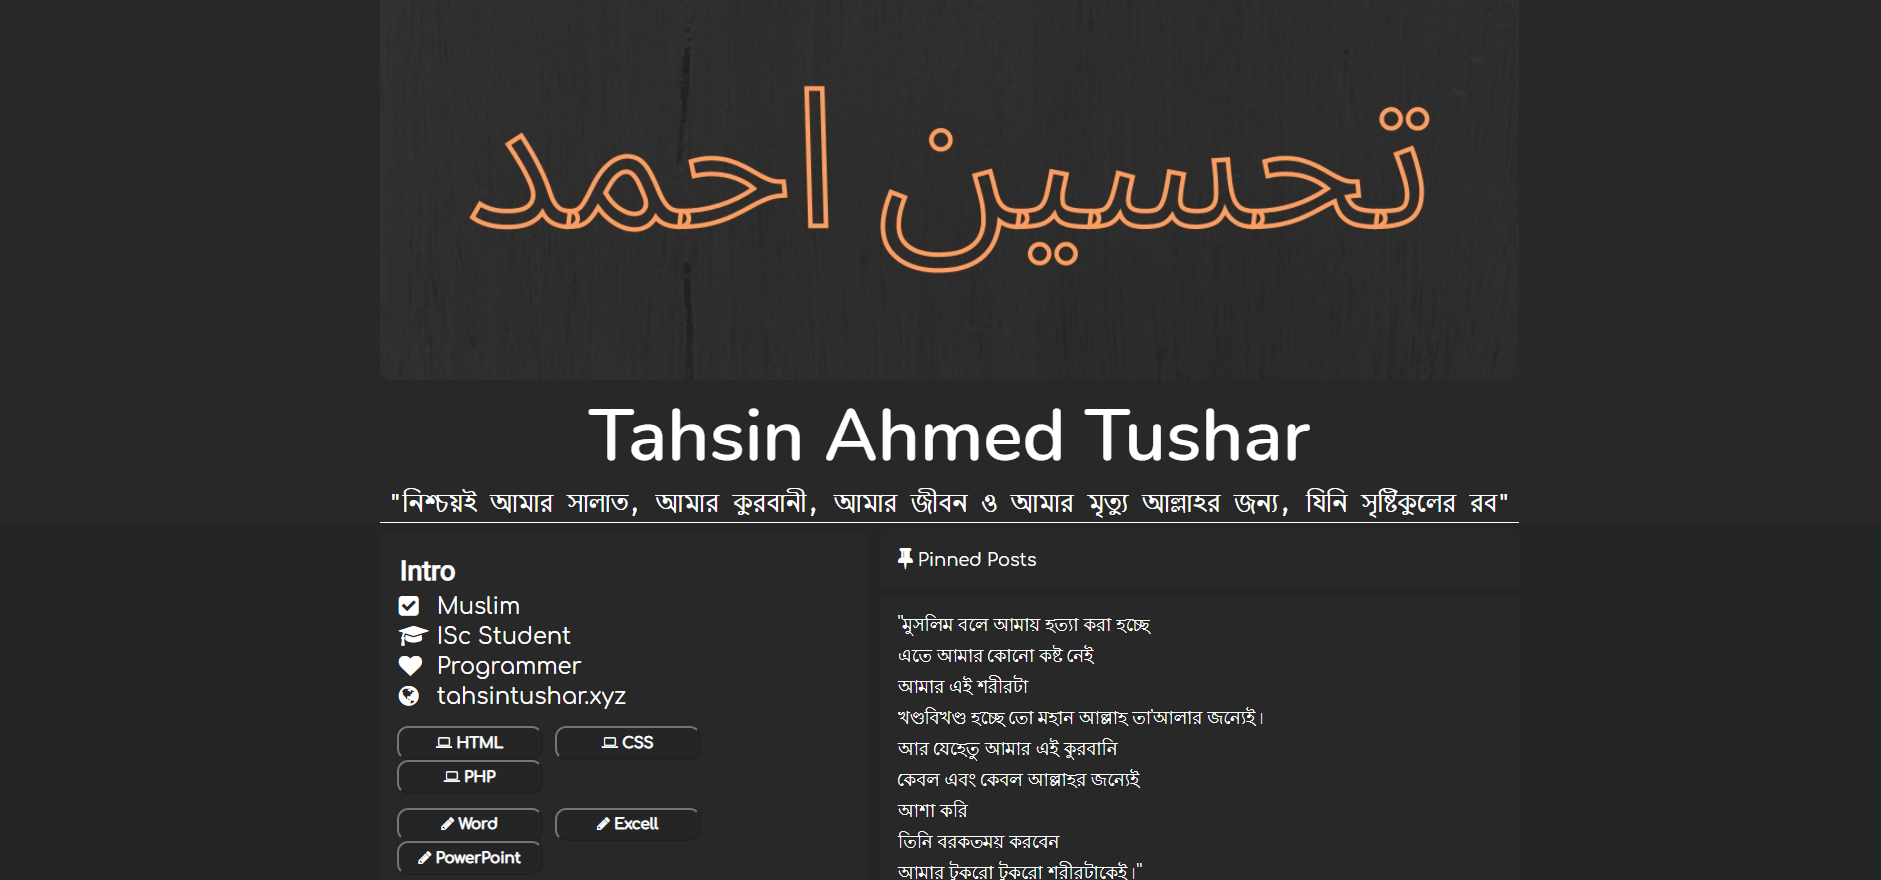 تحسين احمد
Tahsin Ahmed Tushar
"নিশ্চয়ই আমার সালাত, আমার কুরবানী, আমার জীবন ও আমার মৃত্যু আল্লাহর জন্য, যিনি সৃষ্টিকুলের রব"
Intro
Muslim
ISc Student
Programmer
tahsintushar.xyz
HTML
CSS
PHP
Word
Excell
PowerPoint
Pinned Posts
"মুসলিম বলে আমায় হত্যা করা হচ্ছে
এতে আমার কোনো কষ্ট নেই
আমার এই শরীরটা
খণ্ডবিখণ্ড হচ্ছে তো মহান আল্লাহ তা'আলার জন্যেই।
আর যেহেতু আমার এই কুরবানি
কেবল এবং কেবল আল্লাহর জন্যেই
আশা করি
তিনি বরকতময় করবেন
আমার টুকরো টুকরো শরীরটাকেই।"